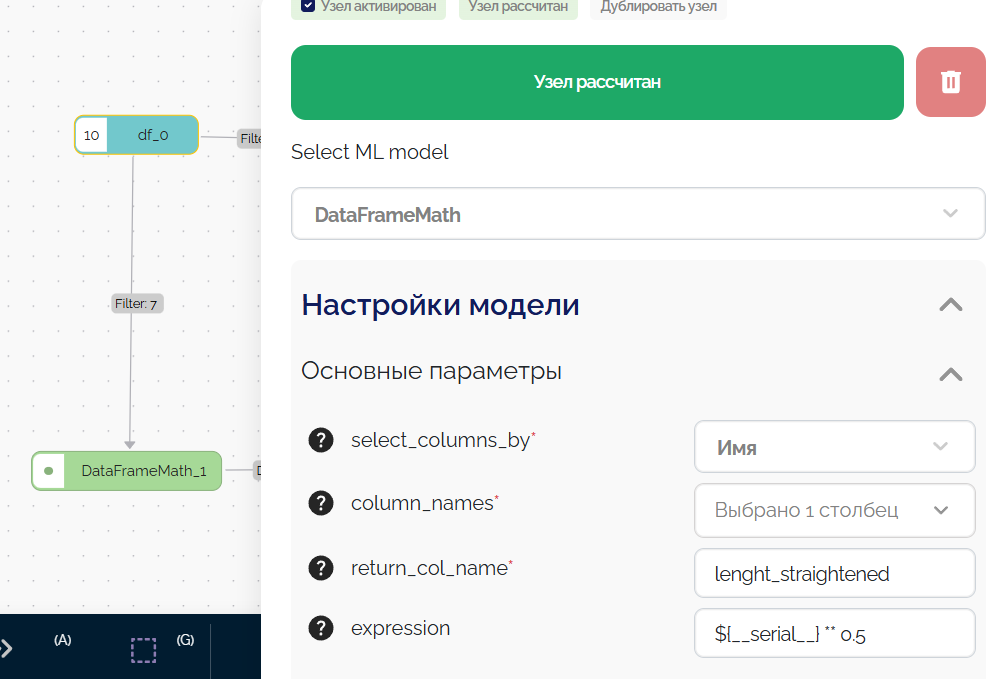 Узел активирован
Узел рассчитан
Дублировать узел
Узел рассчитан
Select ML model
DataFrameMath
Настройки модели
Основные параметры
? select_columns_by*
Имя
? column_names*
Выбрано 1 столбец
? return_col_name*
lenght_straightened
? expression
${__serial__} ** 0.5
10 df_0
Filte
Filter: 7
DataFrameMath_1
(A)
(G)